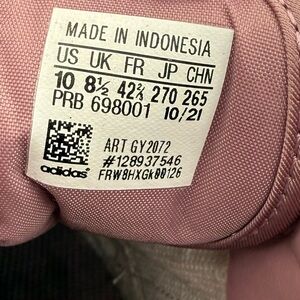 MADE IN INDONESIA
US UK FR JP CHN
10 8½ 42⅔ 270 265
PRB 698001 10/21
ART GY2072
#128937546
adidas FRW8HXGK00126